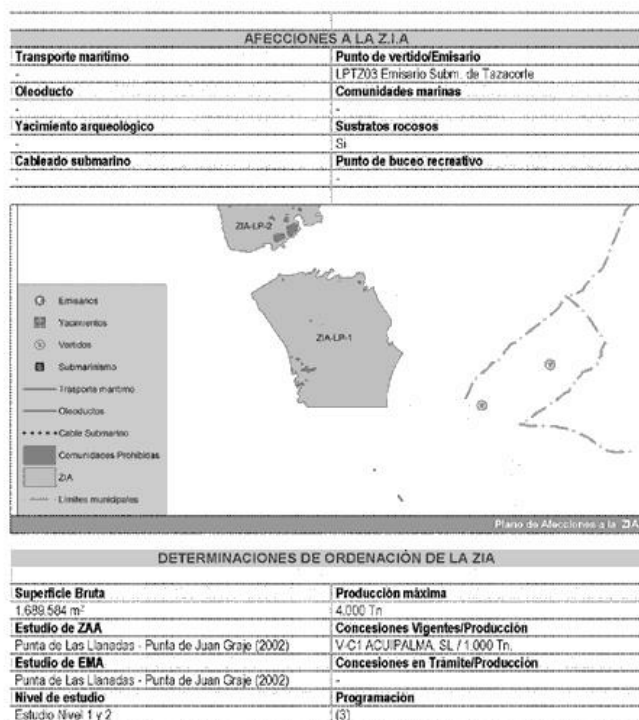 AFECCIONES A LA Z.I.A
Transporte marítimo
Punto de vertido/Emisario
-
LPTZ03 Emisario Subm. de Tazacorte
Oleoducto
Comunidades marinas
-
-
Yacimiento arqueológico
Sustratos rocosos
-
Si
Cableado submarino
Punto de buceo recreativo
-
-
ZIA-LP-2
ZIA-LP-1
Emisarios
Yacimientos
Vertidos
Submarinismo
Trasporte marítimo
Oleoductos
Cable Submarino
Comunidades Prohibidas
ZIA
Límites municipales
Plano de Afecciones a la ZIA
DETERMINACIONES DE ORDENACIÓN DE LA ZIA
Superficie Bruta
Producción máxima
1.689.584 m²
4.000 Tn
Estudio de ZAA
Concesiones Vigentes/Producción
Punta de Las Llanadas - Punta de Juan Graje (2002)
V-C1 ACUIPALMA, SL / 1.000 Tn.
Estudio de EMA
Concesiones en Trámite/Producción
Punta de Las Llanadas - Punta de Juan Graje (2002)
-
Nivel de estudio
Programación
Estudio Nivel 1 y 2
(3)